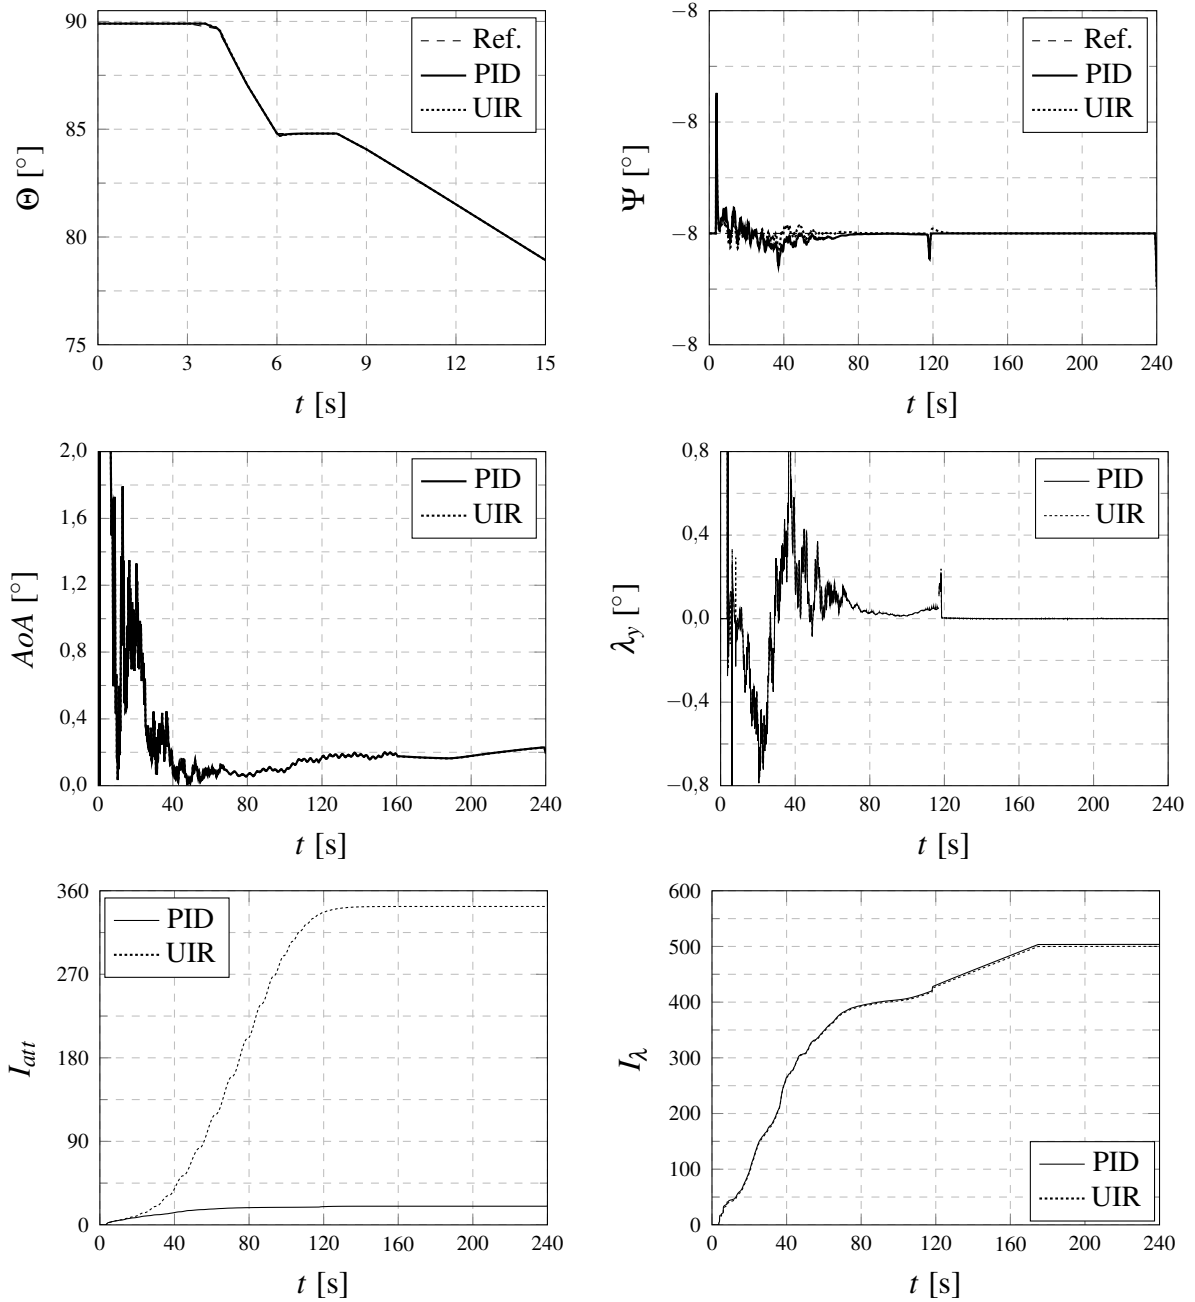 90
85
80
75
Θ [°]
0 3 6 9 12 15
t [s]
Ref.
PID
UIR
−8
−8
−8
−8
Ψ [°]
0 40 80 120 160 200 240
t [s]
Ref.
PID
UIR
2,0
1,6
1,2
0,8
0,4
0,0
AoA [°]
0 40 80 120 160 200 240
t [s]
PID
UIR
0.8
0.4
0.0
−0.4
−0.8
λy [°]
0 40 80 120 160 200 240
t [s]
PID
UIR
360
270
180
90
0
Iatt
0 40 80 120 160 200 240
t [s]
PID
UIR
600
500
400
300
200
100
0
Iλ
0 40 80 120 160 200 240
t [s]
PID
UIR